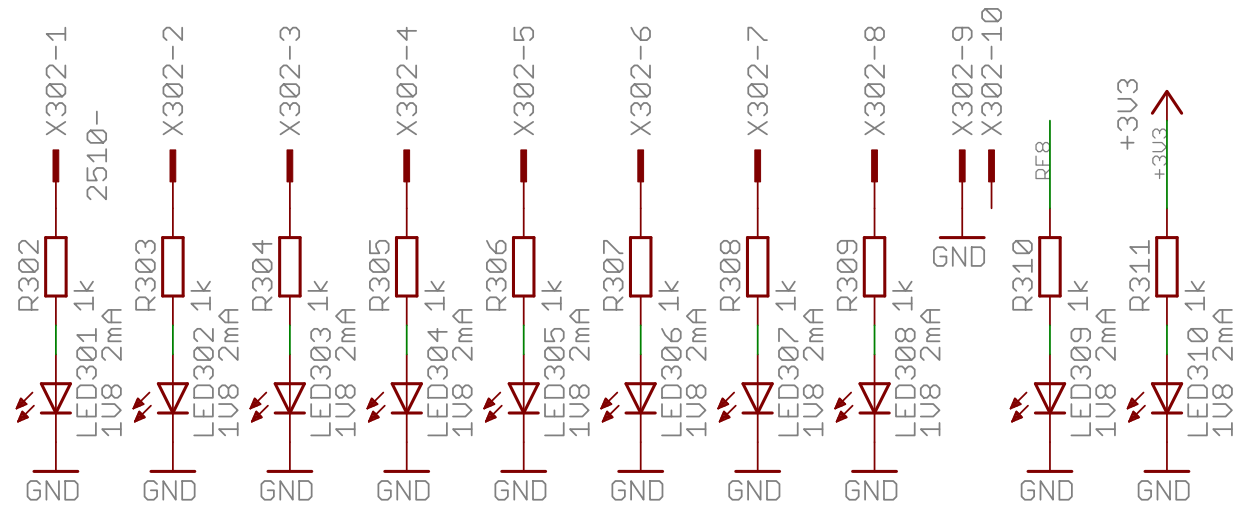 X302-1
2510-
R302
1k
LED301
1V8 2mA
GND
X302-2
R303
1k
LED302
1V8 2mA
GND
X302-3
R304
1k
LED303
1V8 2mA
GND
X302-4
R305
1k
LED304
1V8 2mA
GND
X302-5
R306
1k
LED305
1V8 2mA
GND
X302-6
R307
1k
LED306
1V8 2mA
GND
X302-7
R308
1k
LED307
1V8 2mA
GND
X302-8
R309
1k
LED308
1V8 2mA
GND
X302-9
X302-10
GND
RF8
R310
1k
LED309
1V8 2mA
GND
+3V3
+3V3
R311
1k
LED310
1V8 2mA
GND